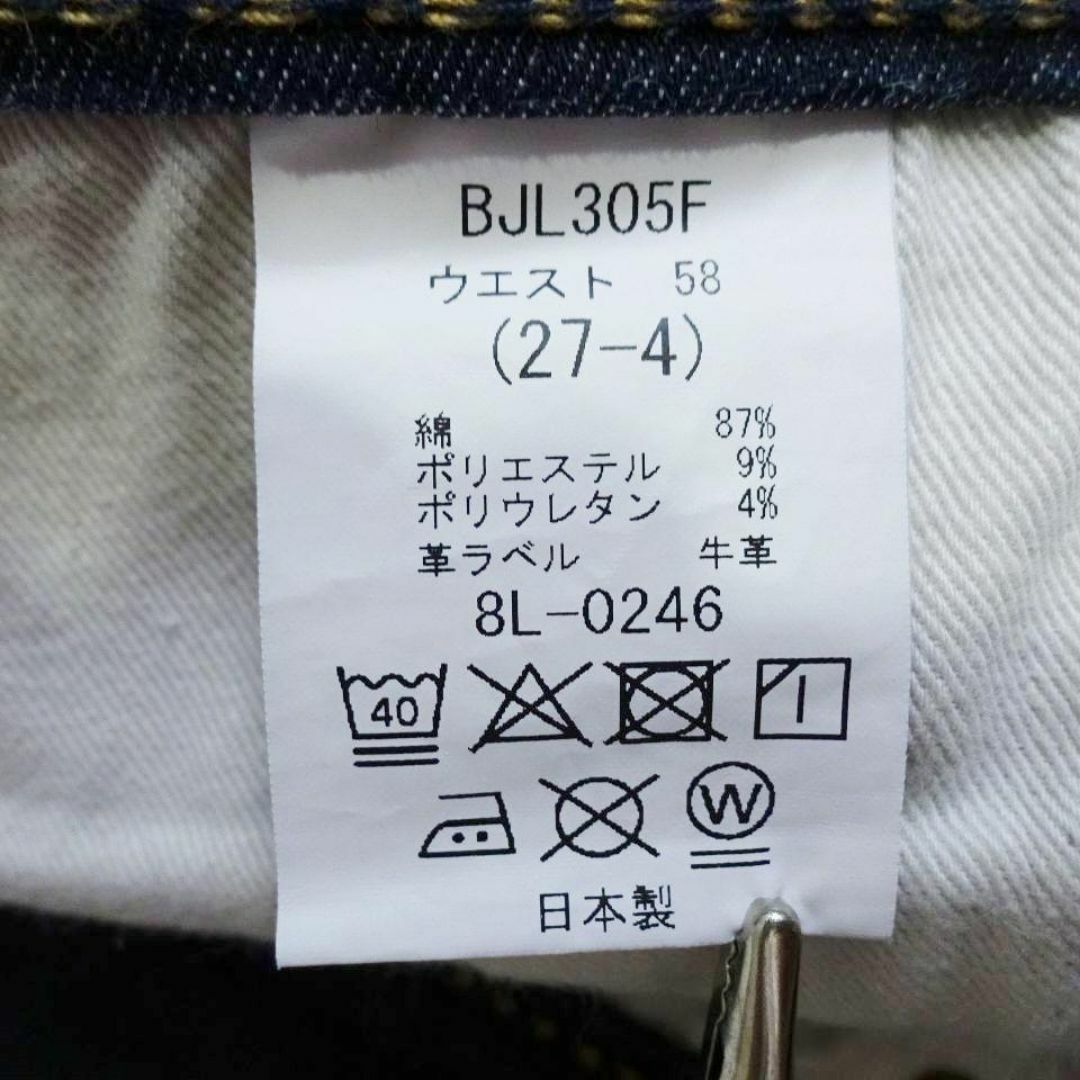 BJL305F
ウエスト 58
(27-4)
綿 87%
ポリエステル 9%
ポリウレタン 4%
革ラベル 牛革
8L-0246
40
W
日本製